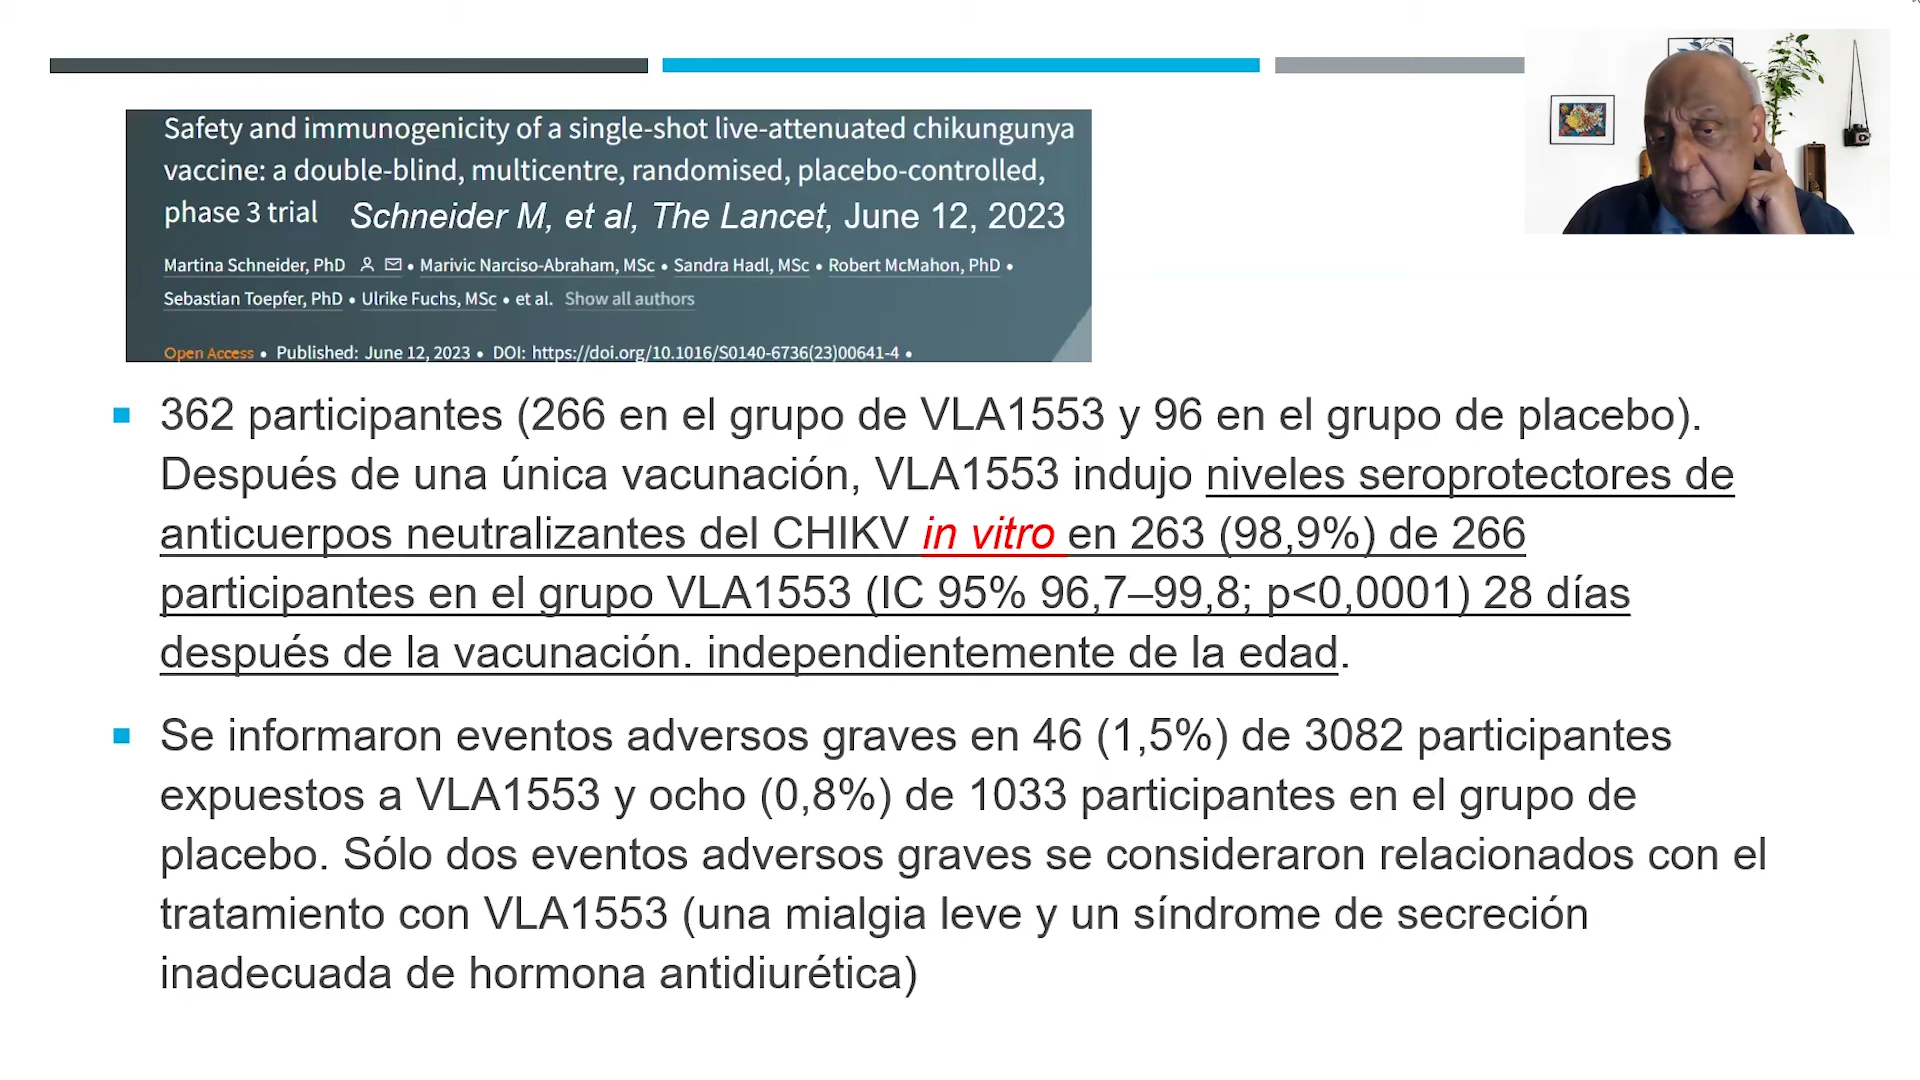 Safety and immunogenicity of a single-shot live-attenuated chikungunya
vaccine: a double-blind, multicentre, randomised, placebo-controlled,
phase 3 trial Schneider M, et al, The Lancet, June 12, 2023
Martina Schneider, PhD • Marivic Narciso-Abraham, MSc • Sandra Hadl, MSc • Robert McMahon, PhD •
Sebastian Toepfer, PhD • Ulrike Fuchs, MSc • et al. Show all authors
Open Access • Published: June 12, 2023 • DOI: https://doi.org/10.1016/S0140-6736(23)00641-4 •
▪ 362 participantes (266 en el grupo de VLA1553 y 96 en el grupo de placebo).
Después de una única vacunación, VLA1553 indujo niveles seroprotectores de
anticuerpos neutralizantes del CHIKV in vitro en 263 (98,9%) de 266
participantes en el grupo VLA1553 (IC 95% 96,7–99,8; p<0,0001) 28 días
después de la vacunación. independientemente de la edad.
▪ Se informaron eventos adversos graves en 46 (1,5%) de 3082 participantes
expuestos a VLA1553 y ocho (0,8%) de 1033 participantes en el grupo de
placebo. Sólo dos eventos adversos graves se consideraron relacionados con el
tratamiento con VLA1553 (una mialgia leve y un síndrome de secreción
inadecuada de hormona antidiurética)